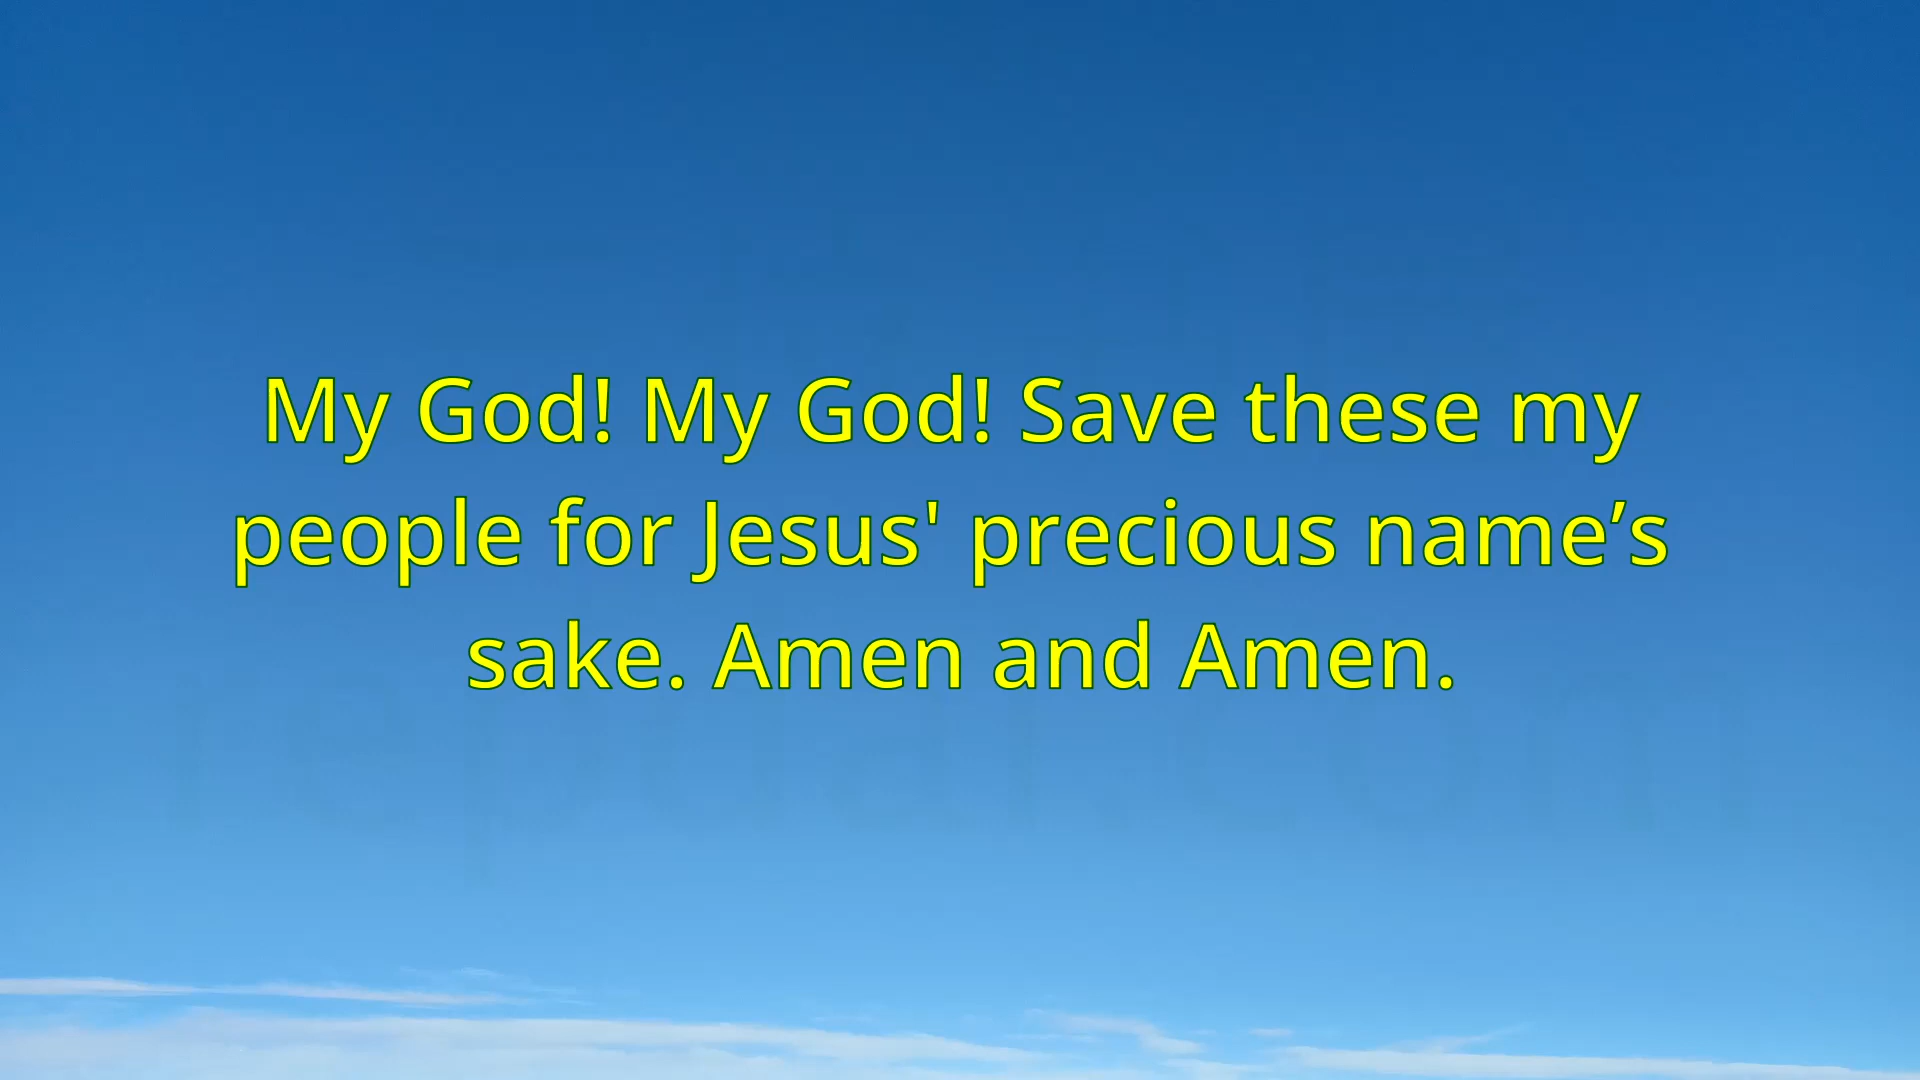 My God! My God! Save these my
people for Jesus' precious name’s
sake. Amen and Amen.